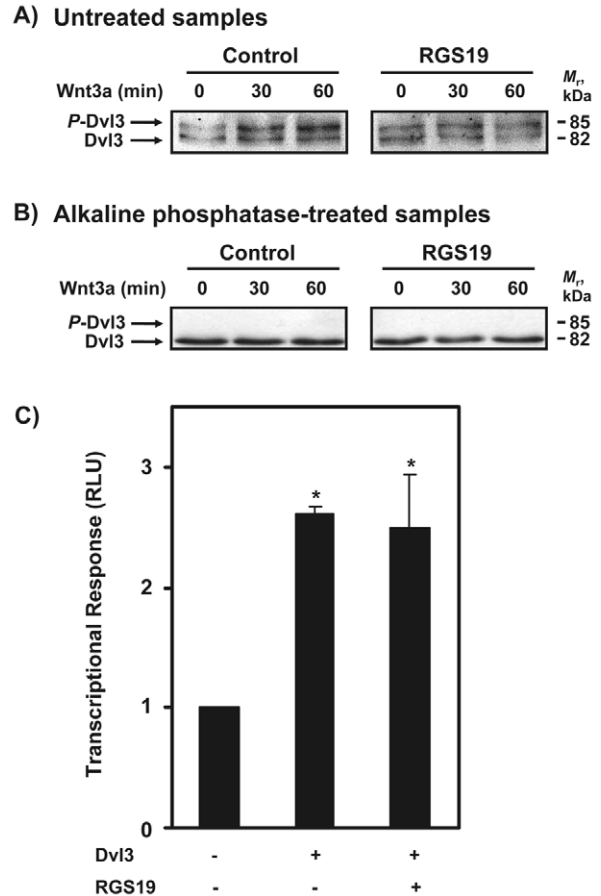 A) Untreated samples
Control RGS19
Wnt3a (min) 0 30 60 0 30 60 Mr, kDa
P-Dvl3 85
Dvl3 82
B) Alkaline phosphatase-treated samples
Control RGS19
Wnt3a (min) 0 30 60 0 30 60 Mr, kDa
P-Dvl3 85
Dvl3 82
C)
Transcriptional Response (RLU)
3
2
1
0
* *
Dvl3 - + +
RGS19 - - +